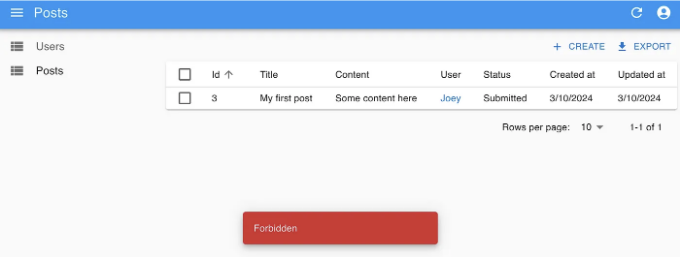 Posts
Users
Posts
CREATE EXPORT
Id Title Content User Status Created at Updated at
3 My first post Some content here Joey Submitted 3/10/2024 3/10/2024
Rows per page: 10 1-1 of 1
Forbidden